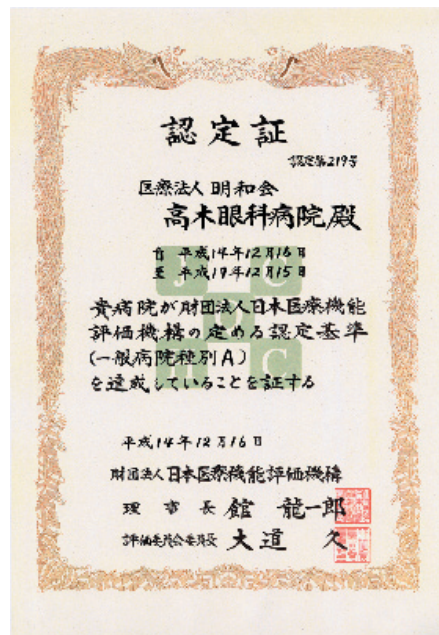 認定証
認定第219号
医療法人 明和会
高木眼科病院 殿
自 平成14年12月16日
至 平成19年12月15日
貴病院が財団法人日本医療機能
評価機構の定める認定基準
(一般病院種別A)
を達成していることを証する
平成14年12月16日
財団法人日本医療機能評価機構
理事長 舘 龍一郎
評価委員会委員長 大道 久